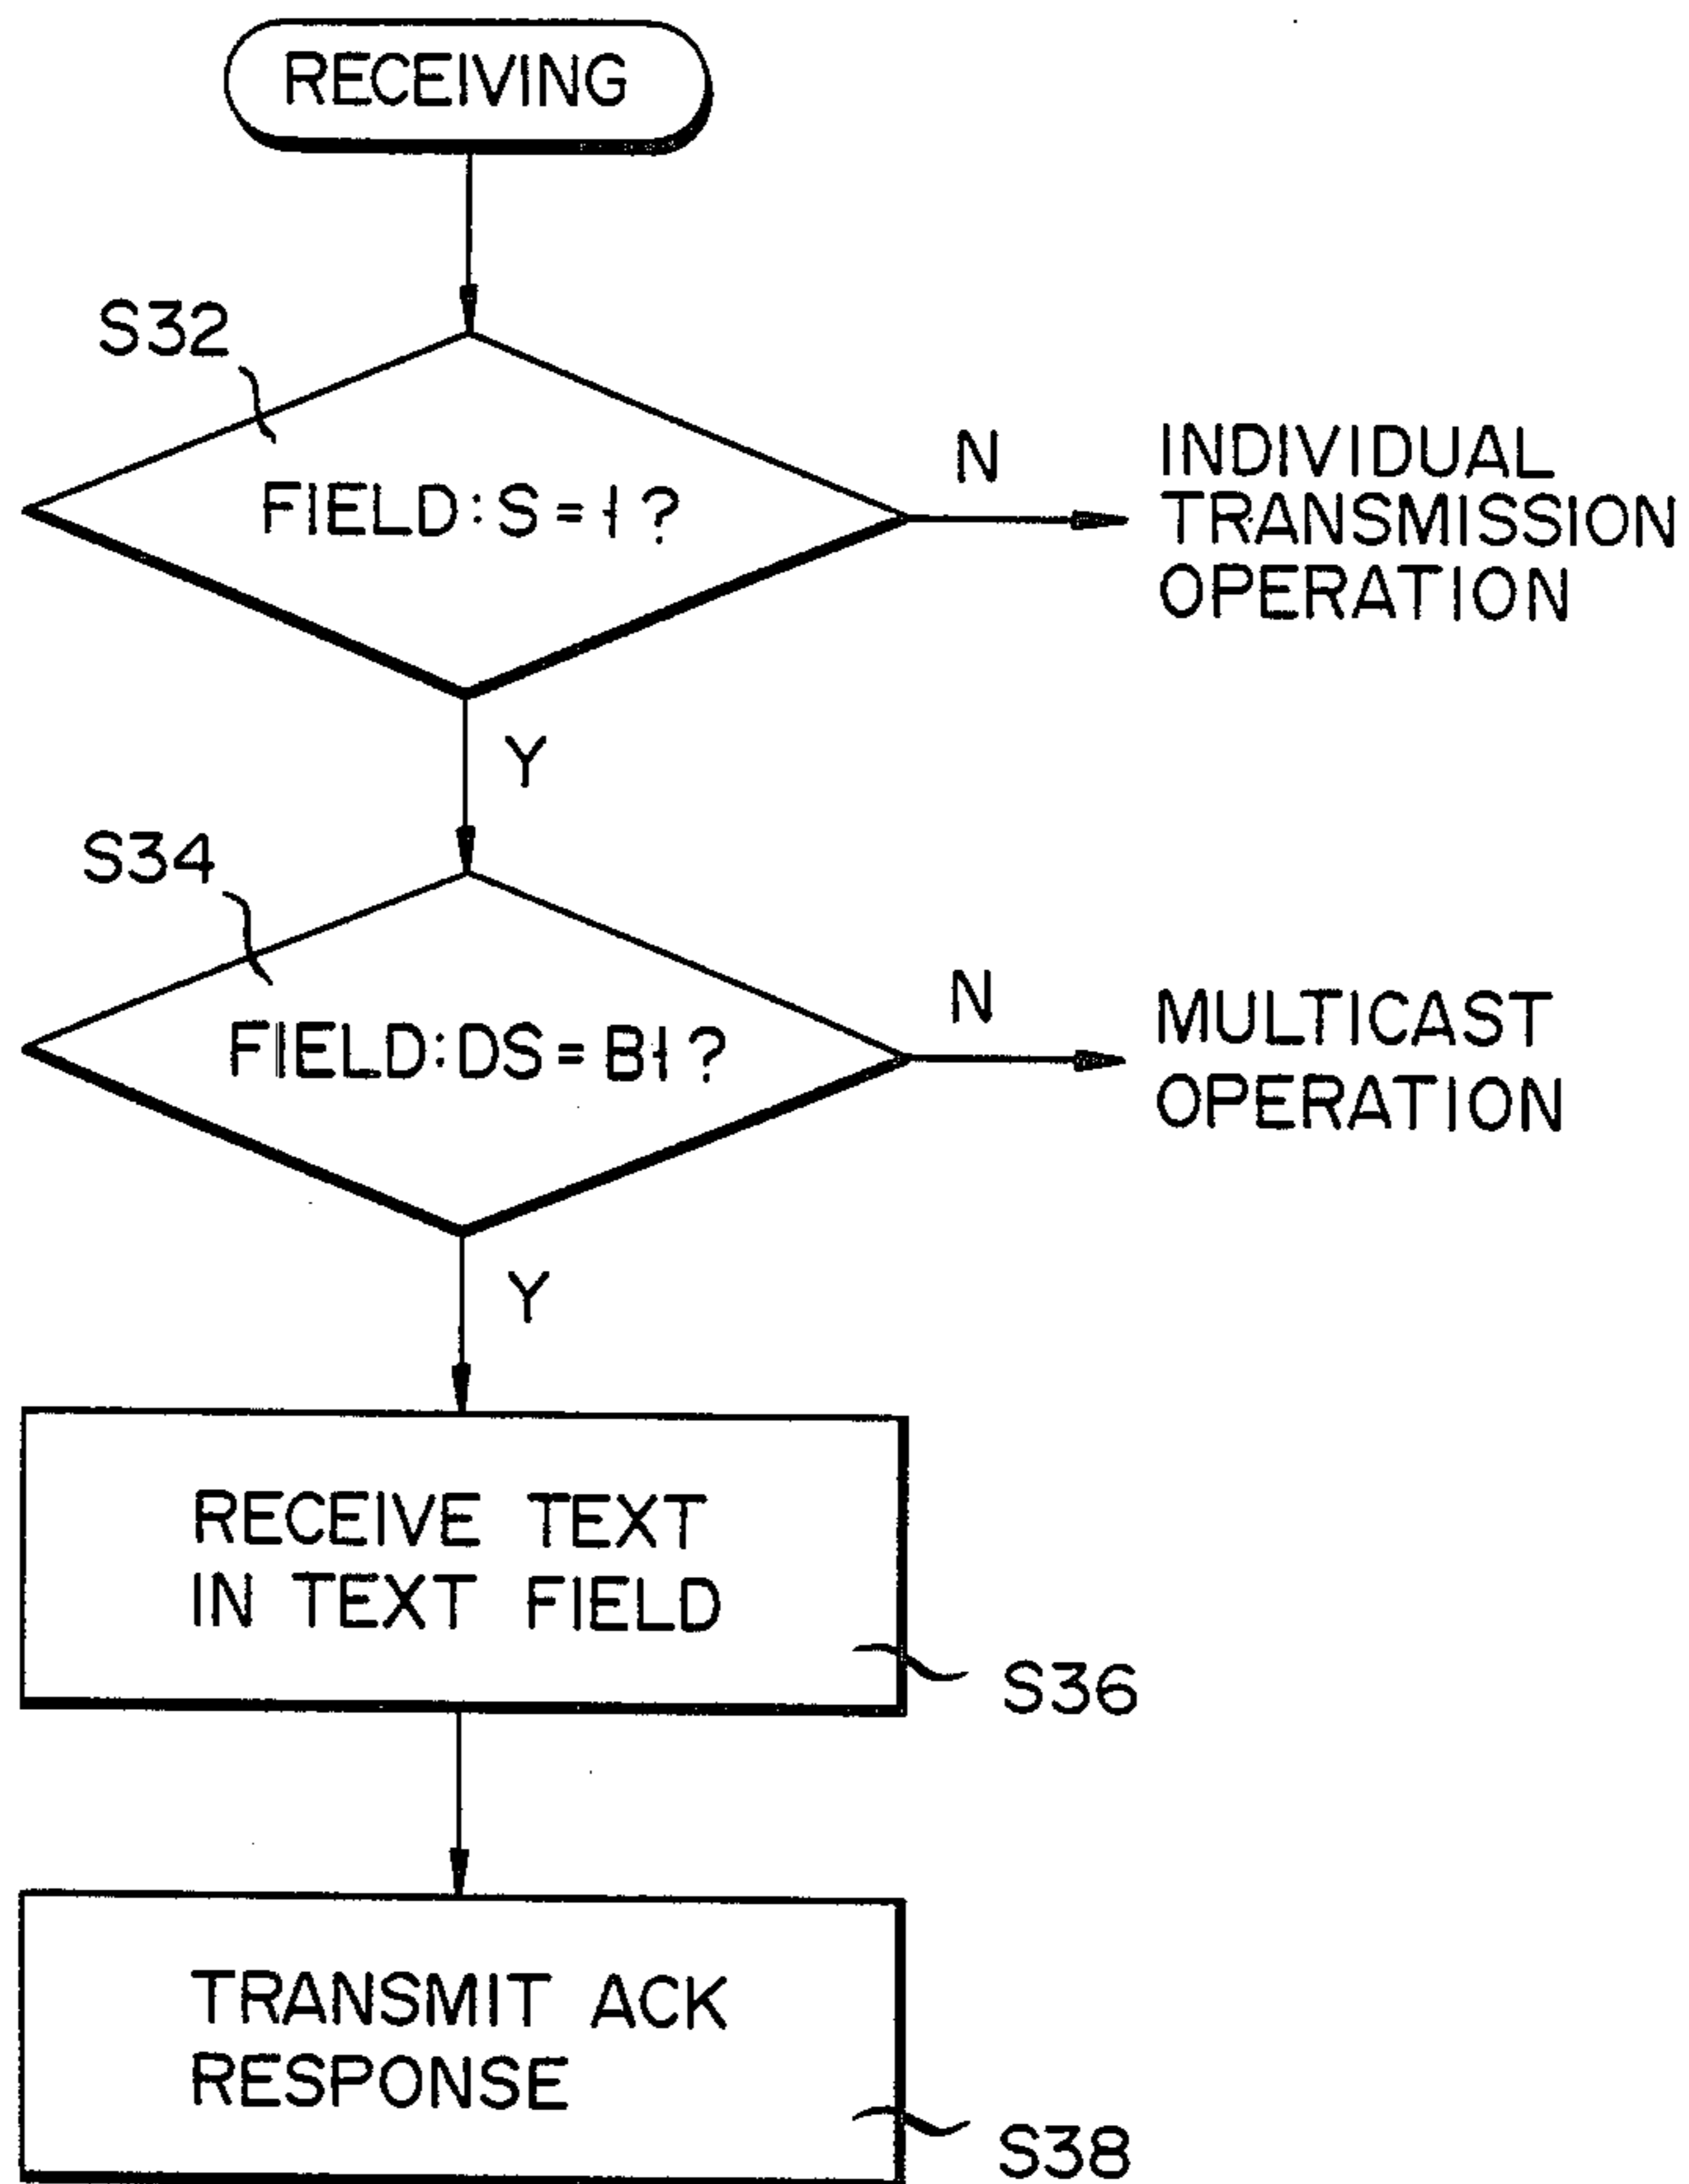 RECEIVING
S32
FIELD:S=1?
N
INDIVIDUAL
TRANSMISSION
OPERATION
Y
S34
FIELD:DS=B1?
N
MULTICAST
OPERATION
Y
RECEIVE TEXT
IN TEXT FIELD
S36
TRANSMIT ACK
RESPONSE
S38